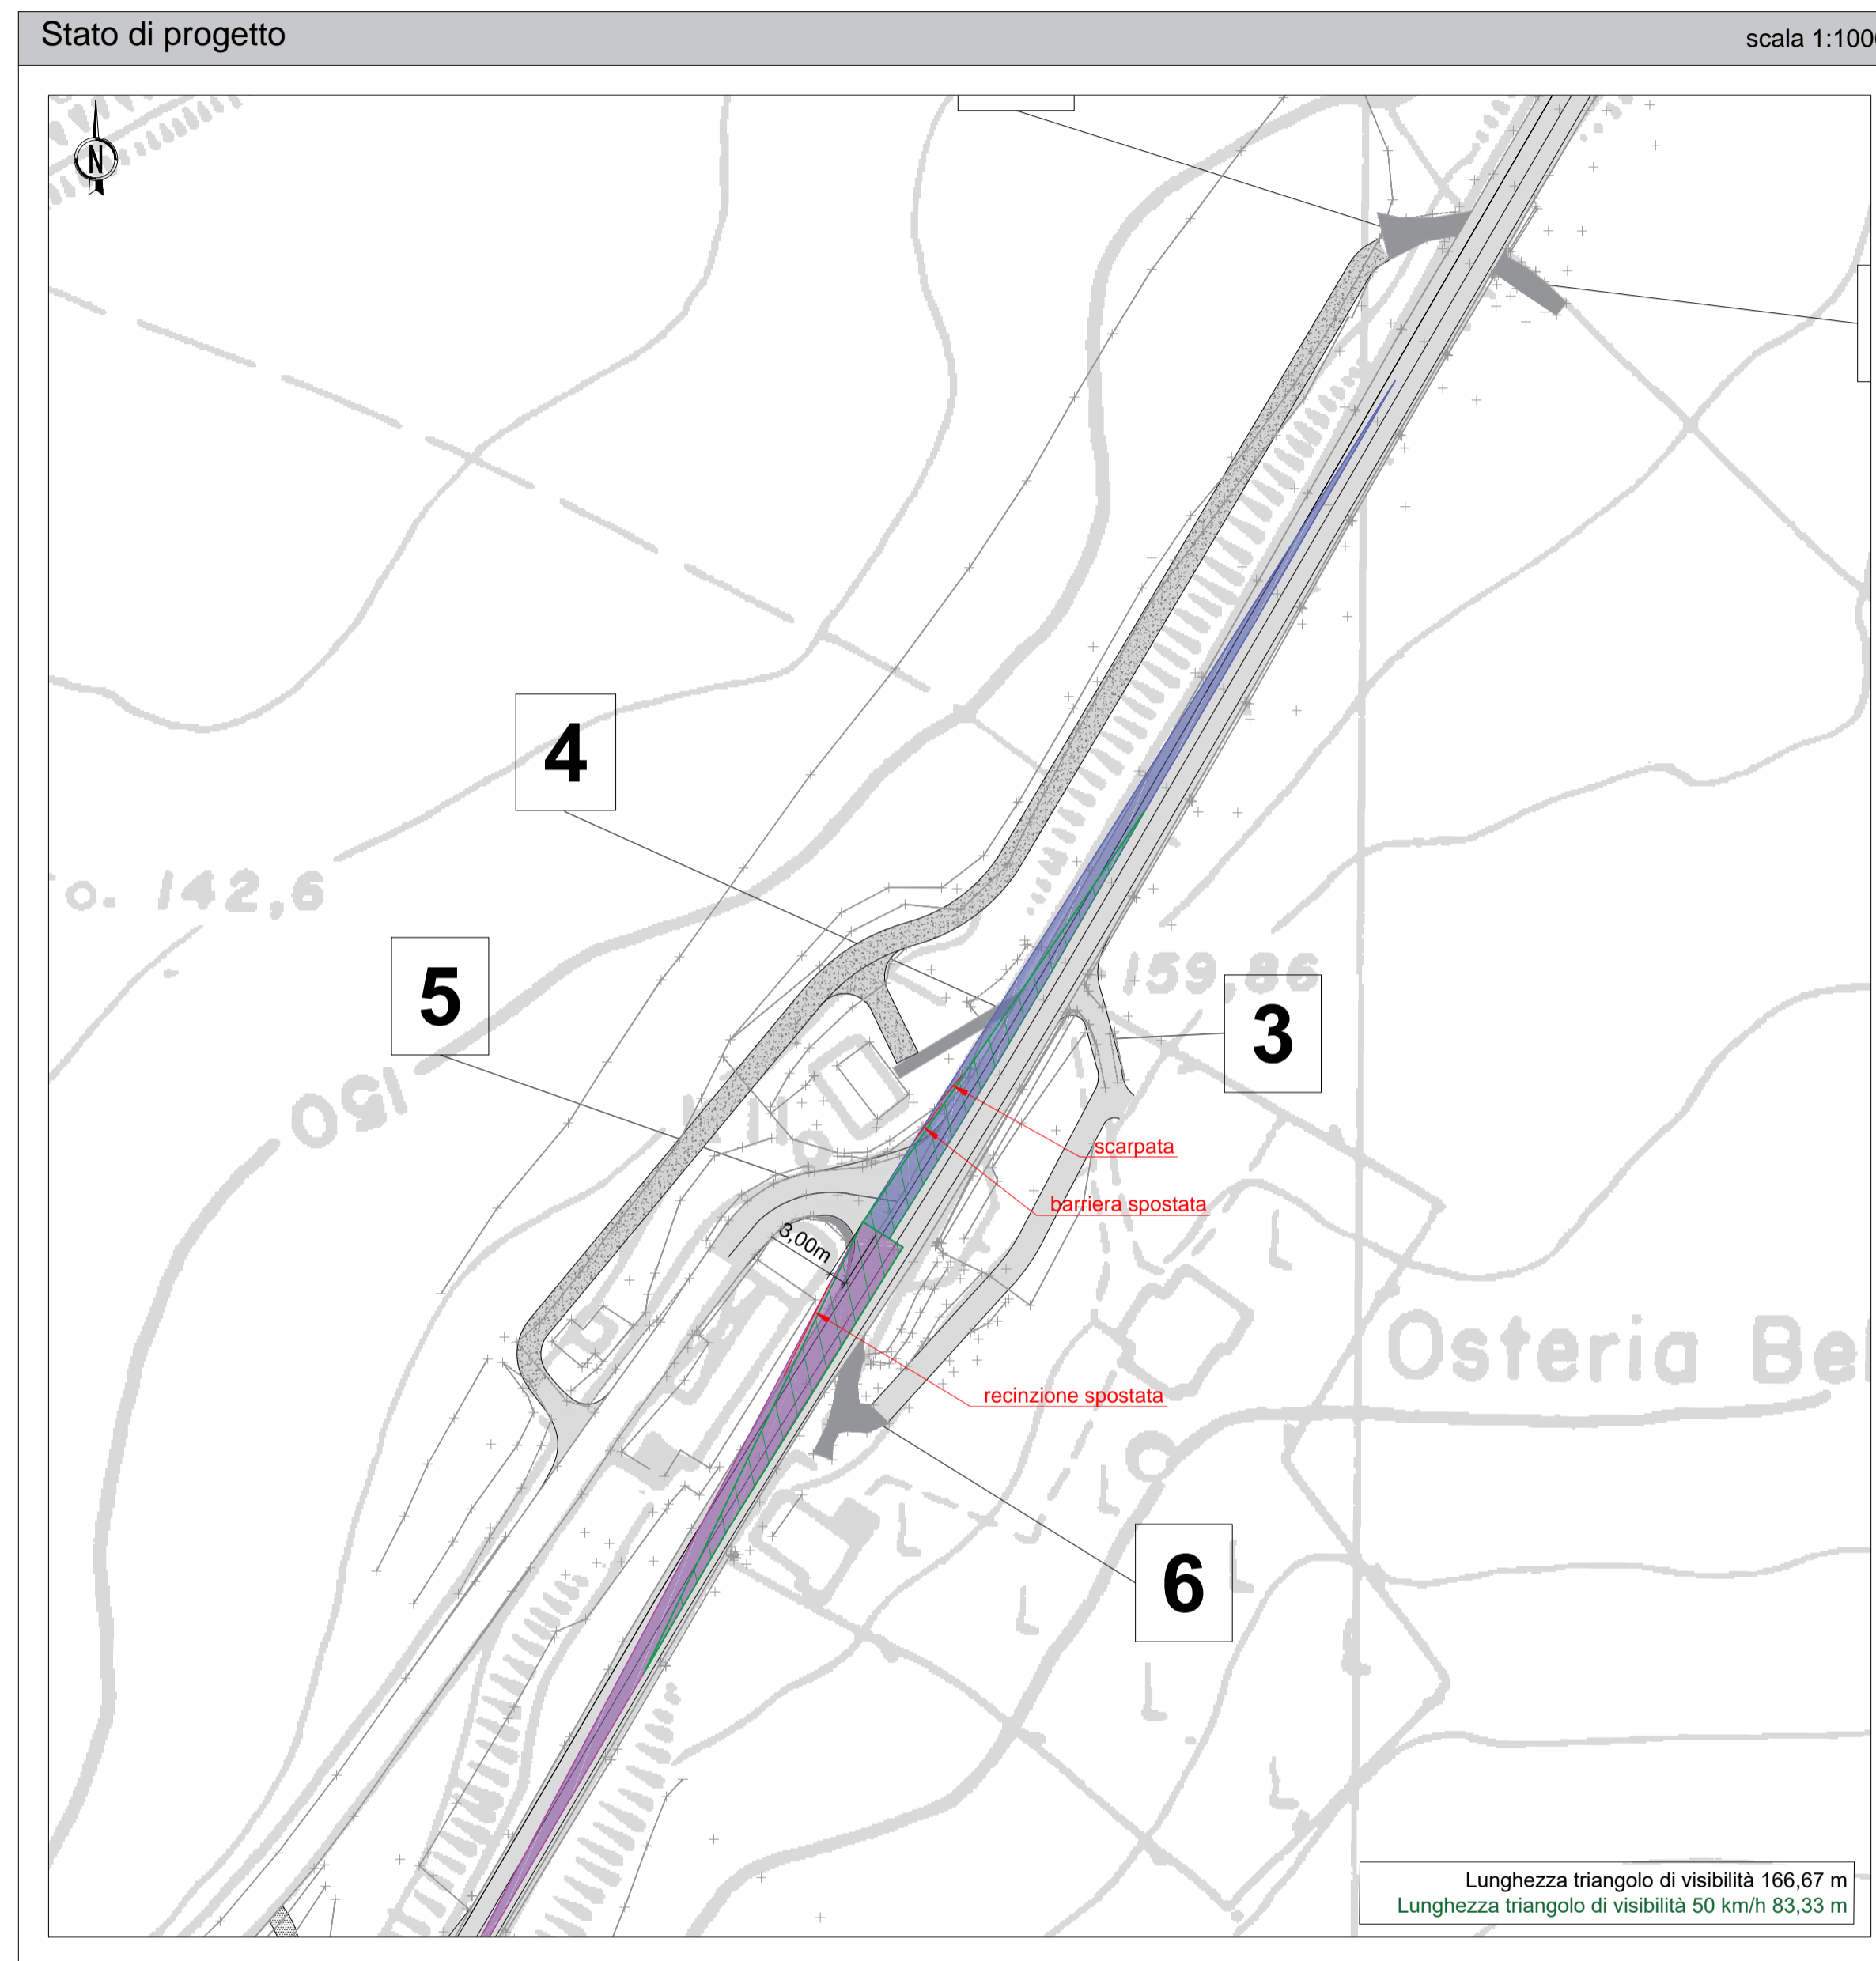 Stato di progetto
scala 1:100
N
4
o. 142,6
5
159,86
3
150
scarpata
barriera spostata
3,00m
Osteria Be
recinzione spostata
6
Lunghezza triangolo di visibilità 166,67 m
Lunghezza triangolo di visibilità 50 km/h 83,33 m